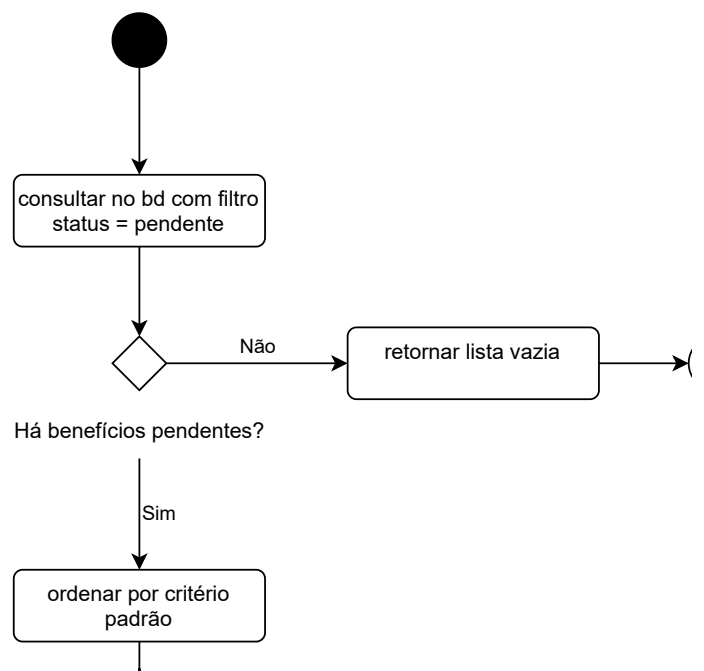 consultar no bd com filtro
status = pendente
Não
retornar lista vazia
Há benefícios pendentes?
Sim
ordenar por critério
padrão